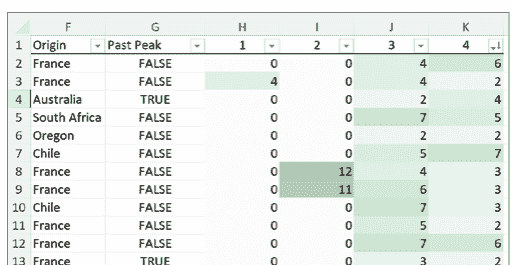 F G H I J K
1 Origin Past Peak 1 2 3 4
2 France FALSE 0 0 4 6
3 France FALSE 4 0 4 2
4 Australia TRUE 0 0 2 4
5 South Africa FALSE 0 0 7 5
6 Oregon FALSE 0 0 2 2
7 Chile FALSE 0 0 5 7
8 France FALSE 0 12 4 3
9 France FALSE 0 11 6 3
10 Chile FALSE 0 0 7 3
11 France FALSE 0 0 5 2
12 France FALSE 0 0 7 6
13 France TRUE 0 0 3 2